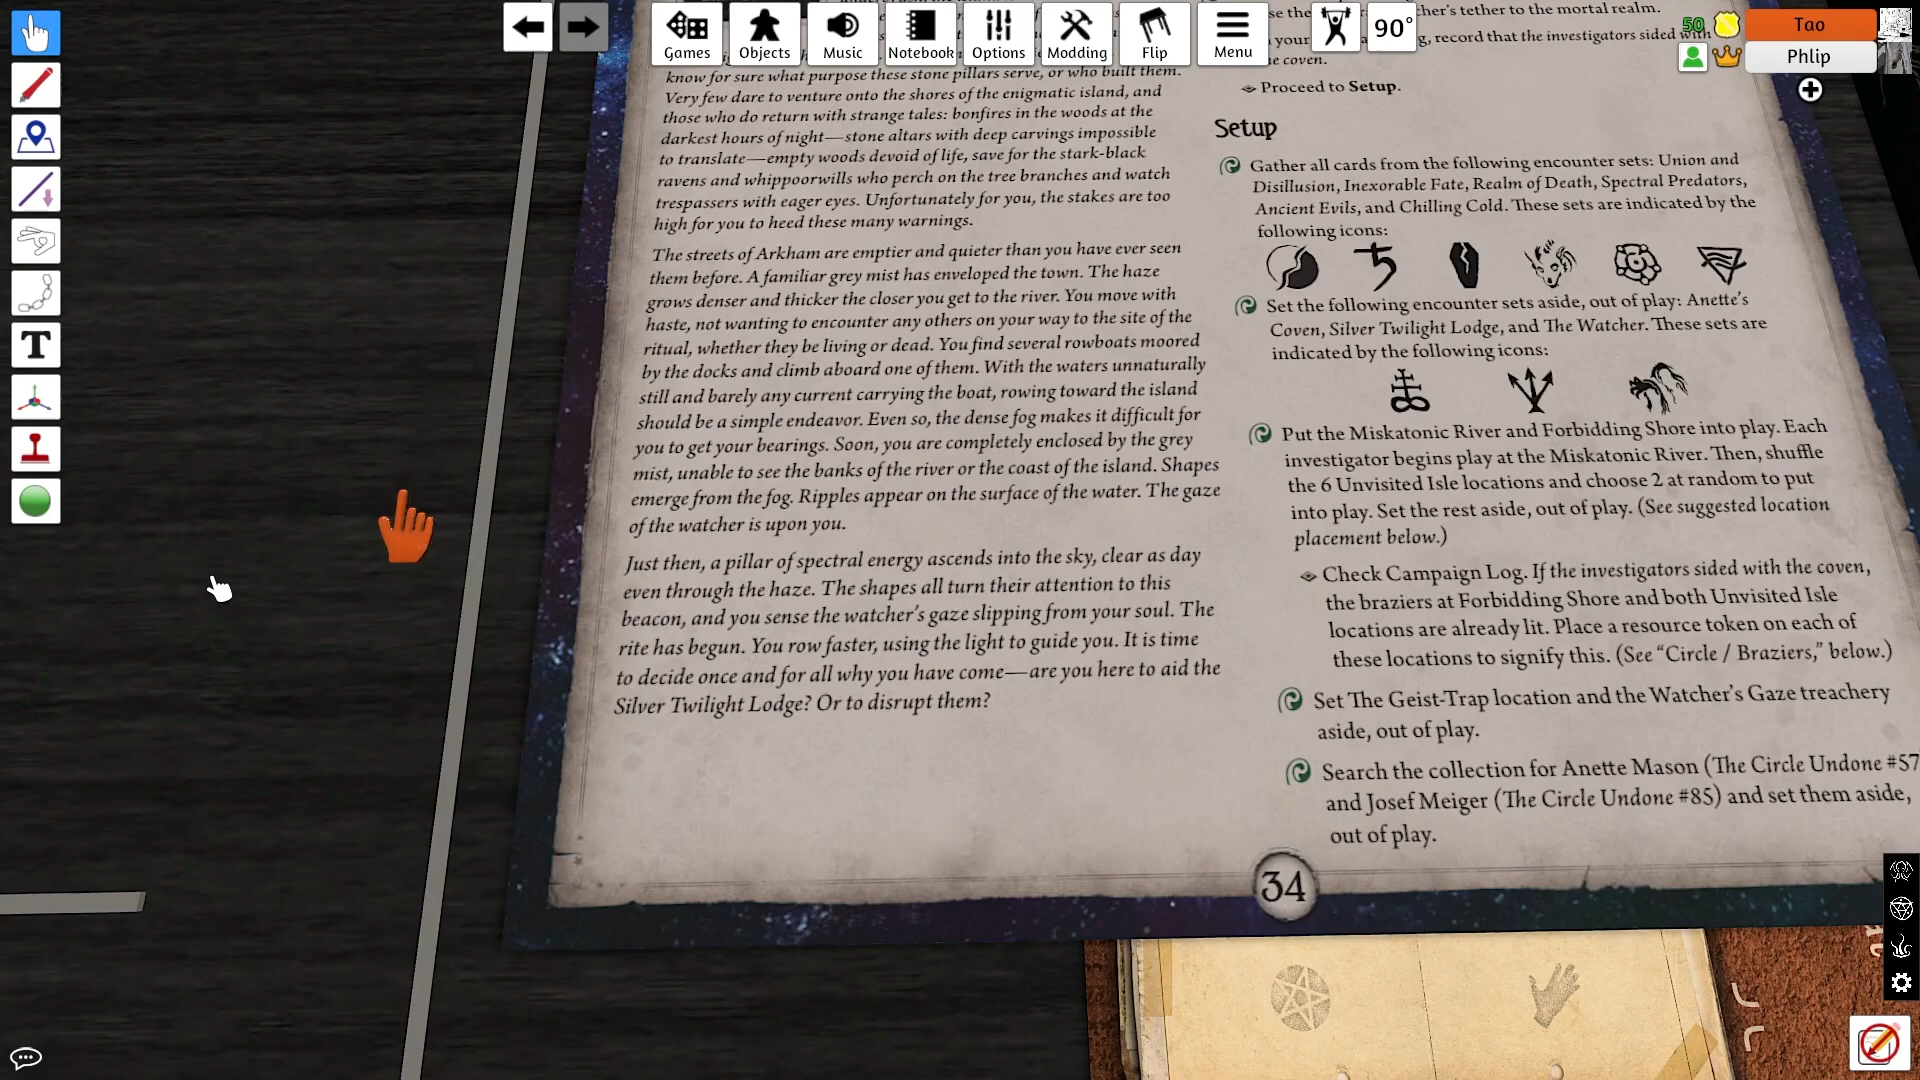 Games
Objects
Music
Notebook
Options
Modding
Flip
Menu
90°
50
Tao
Phlip
T
know for sure what purpose these stone pillars serve, or who built them.
Very few dare to venture onto the shores of the enigmatic island, and
those who do return with strange tales: bonfires in the woods at the
darkest hours of night—stone altars with deep carvings impossible
to translate—empty woods devoid of life, save for the stark-black
ravens and whippoorwills who perch on the tree branches and watch
trespassers with eager eyes. Unfortunately for you, the stakes are too
high for you to heed these many warnings.
The streets of Arkham are emptier and quieter than you have ever seen
them before. A familiar grey mist has enveloped the town. The haze
grows denser and thicker the closer you get to the river. You move with
haste, not wanting to encounter any others on your way to the site of the
ritual, whether they be living or dead. You find several rowboats moored
by the docks and climb aboard one of them. With the waters unnaturally
still and barely any current carrying the boat, rowing toward the island
should be a simple endeavor. Even so, the dense fog makes it difficult for
you to get your bearings. Soon, you are completely enclosed by the grey
mist, unable to see the banks of the river or the coast of the island. Shapes
emerge from the fog. Ripples appear on the surface of the water. The gaze
of the watcher is upon you.
Just then, a pillar of spectral energy ascends into the sky, clear as day
even through the haze. The shapes all turn their attention to this
beacon, and you sense the watcher's gaze slipping from your soul. The
rite has begun. You row faster, using the light to guide you. It is time
to decide once and for all why you have come—are you here to aid the
Silver Twilight Lodge? Or to disrupt them?
se the
her's tether to the mortal realm.
your
g, record that the investigators sided with
e coven.
Proceed to Setup.
Setup
Gather all cards from the following encounter sets: Union and
Disillusion, Inexorable Fate, Realm of Death, Spectral Predators,
Ancient Evils, and Chilling Cold. These sets are indicated by the
following icons:
Set the following encounter sets aside, out of play: Anette's
Coven, Silver Twilight Lodge, and The Watcher. These sets are
indicated by the following icons:
Put the Miskatonic River and Forbidding Shore into play. Each
investigator begins play at the Miskatonic River. Then, shuffle
the 6 Unvisited Isle locations and choose 2 at random to put
into play. Set the rest aside, out of play. (See suggested location
placement below.)
Check Campaign Log. If the investigators sided with the coven,
the braziers at Forbidding Shore and both Unvisited Isle
locations are already lit. Place a resource token on each of
these locations to signify this. (See “Circle / Braziers,” below.)
Set The Geist-Trap location and the Watcher's Gaze treachery
aside, out of play.
Search the collection for Anette Mason (The Circle Undone #57
and Josef Meiger (The Circle Undone #85) and set them aside,
out of play.
34